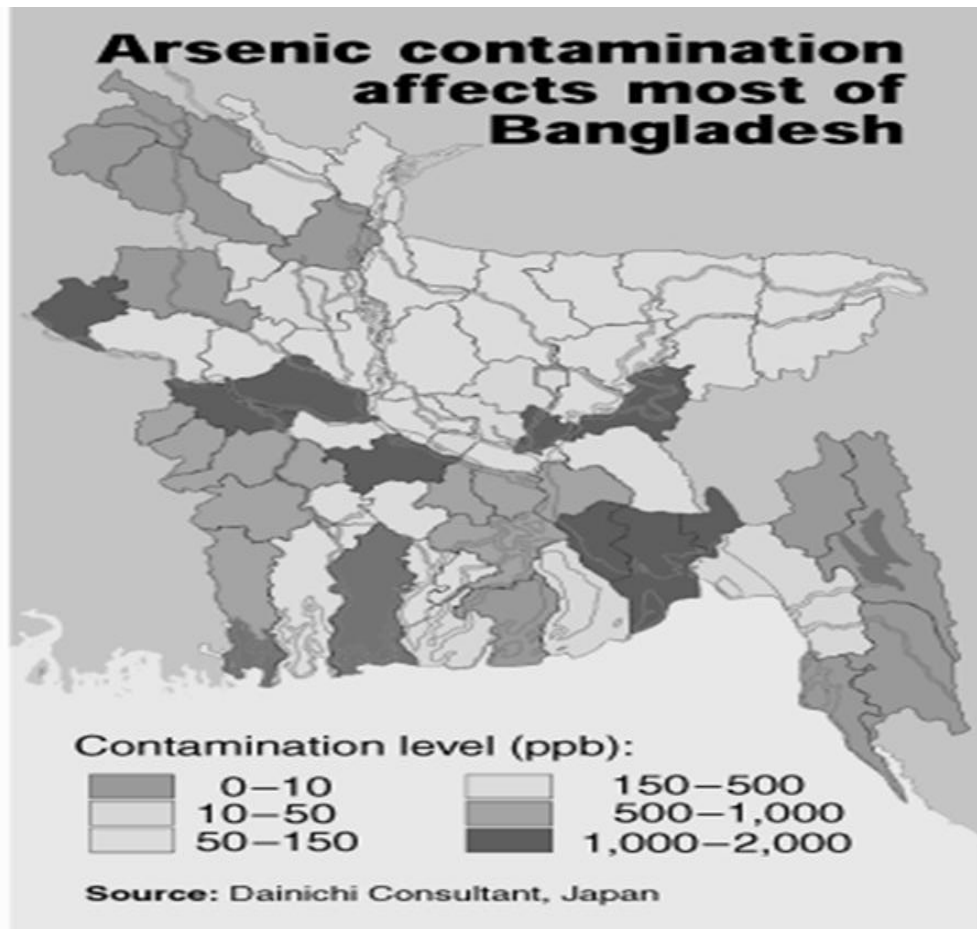 Arsenic contamination
affects most of
Bangladesh
Contamination level (ppb):
0–10
10–50
50–150
150–500
500–1,000
1,000–2,000
Source: Dainichi Consultant, Japan